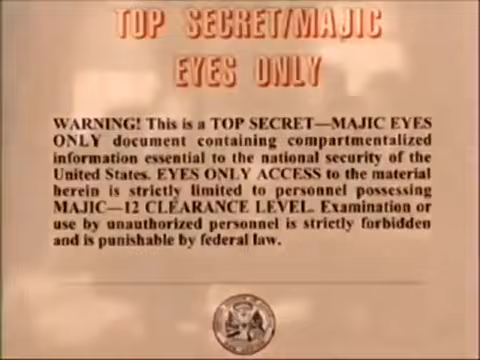 TOP SECRET/MAJIC
EYES ONLY
WARNING! This is a TOP SECRET—MAJIC EYES
ONLY document containing compartmentalized
information essential to the national security of the
United States. EYES ONLY ACCESS to the material
herein is strictly limited to personnel possessing
MAJIC—12 CLEARANCE LEVEL. Examination or
use by unauthorized personnel is strictly forbidden
and is punishable by federal law.